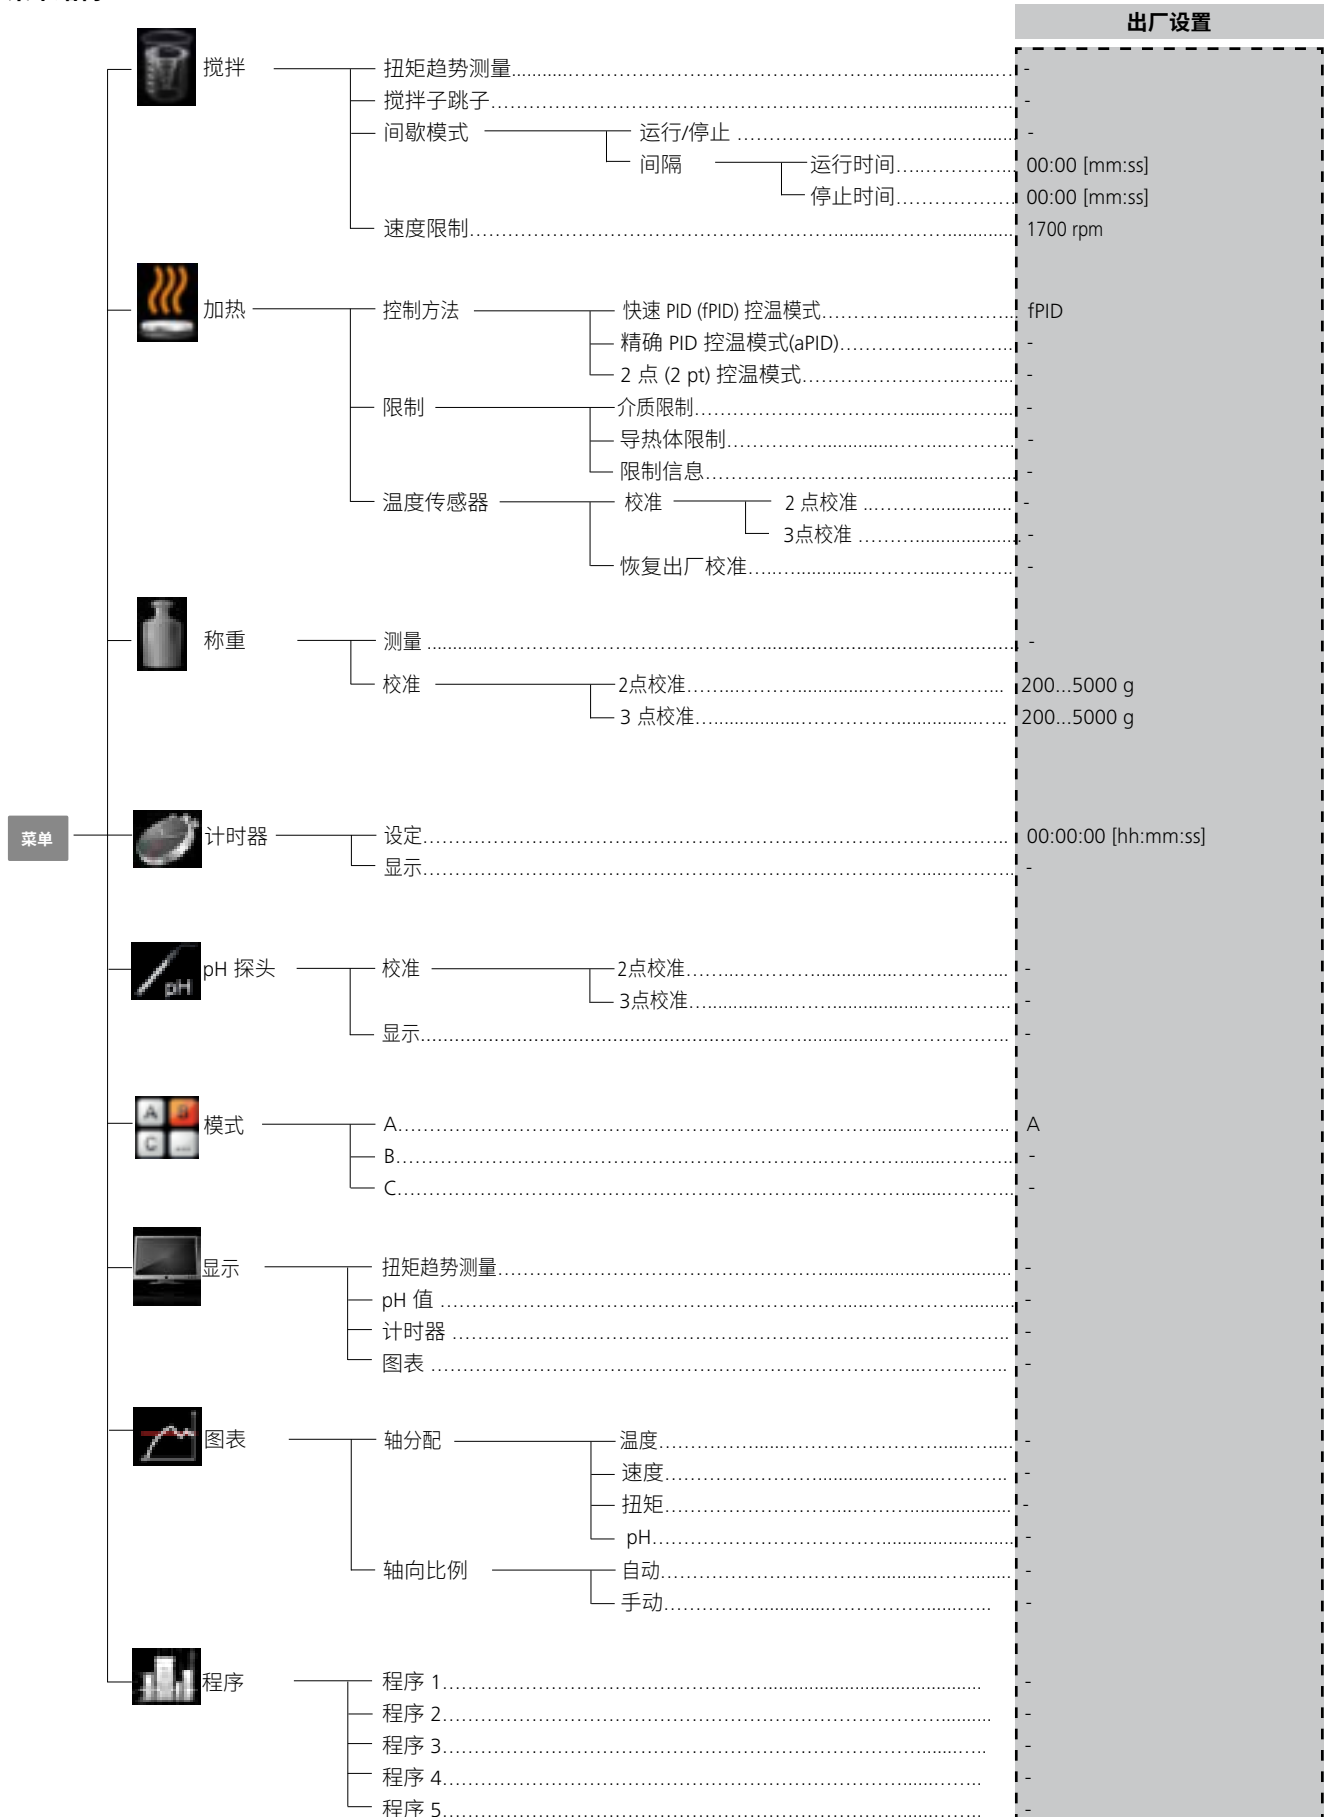 出厂设置
搅拌 扭矩趋势测量 -
搅拌子跳子 -
间歇模式 运行/停止 -
间隔 运行时间 00:00 [mm:ss]
停止时间 00:00 [mm:ss]
速度限制 1700 rpm
加热 控制方法 快速 PID (fPID) 控温模式 fPID
精确 PID 控温模式(aPID) -
2 点 (2 pt) 控温模式 -
限制 介质限制 -
导热体限制 -
限制信息 -
温度传感器 校准 2 点校准 -
3点校准 -
恢复出厂校准 -
称重 测量 -
校准 2点校准 200...5000 g
3 点校准 200...5000 g
菜单 计时器 设定 00:00:00 [hh:mm:ss]
显示 -
pH
pH 探头 校准 2点校准 -
3点校准 -
显示 -
A B
C ...
模式 A A
B -
C -
显示 扭矩趋势测量 -
pH 值 -
计时器 -
图表 -
图表 轴分配 温度 -
速度 -
扭矩 -
pH -
轴向比例 自动 -
手动 -
程序 程序 1 -
程序 2 -
程序 3 -
程序 4 -
程序 5 -